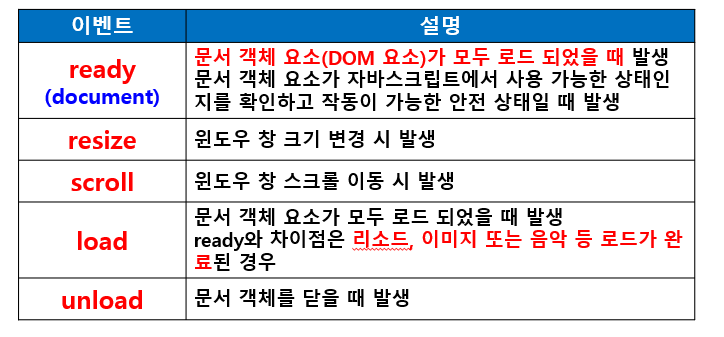 이벤트 설명
ready
(document)
문서 객체 요소(DOM 요소)가 모두 로드 되었을 때 발생
문서 객체 요소가 자바스크립트에서 사용 가능한 상태인
지를 확인하고 작동이 가능한 안전 상태일 때 발생
resize
윈도우 창 크기 변경 시 발생
scroll
윈도우 창 스크롤 이동 시 발생
load
문서 객체 요소가 모두 로드 되었을 때 발생
ready와 차이점은 리소드, 이미지 또는 음악 등 로드가 완
료된 경우
unload
문서 객체를 닫을 때 발생